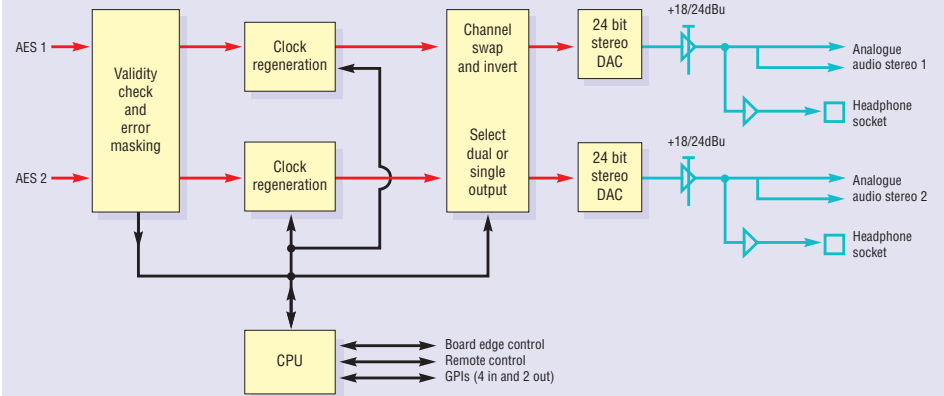 AES 1
AES 2
Validity
check
and
error
masking
Clock
regeneration
Clock
regeneration
Channel
swap
and invert
Select
dual or
single
output
24 bit
stereo
DAC
24 bit
stereo
DAC
+18/24dBu
Analogue
audio stereo 1
Headphone
socket
+18/24dBu
Analogue
audio stereo 2
Headphone
socket
CPU
Board edge control
Remote control
GPIs (4 in and 2 out)